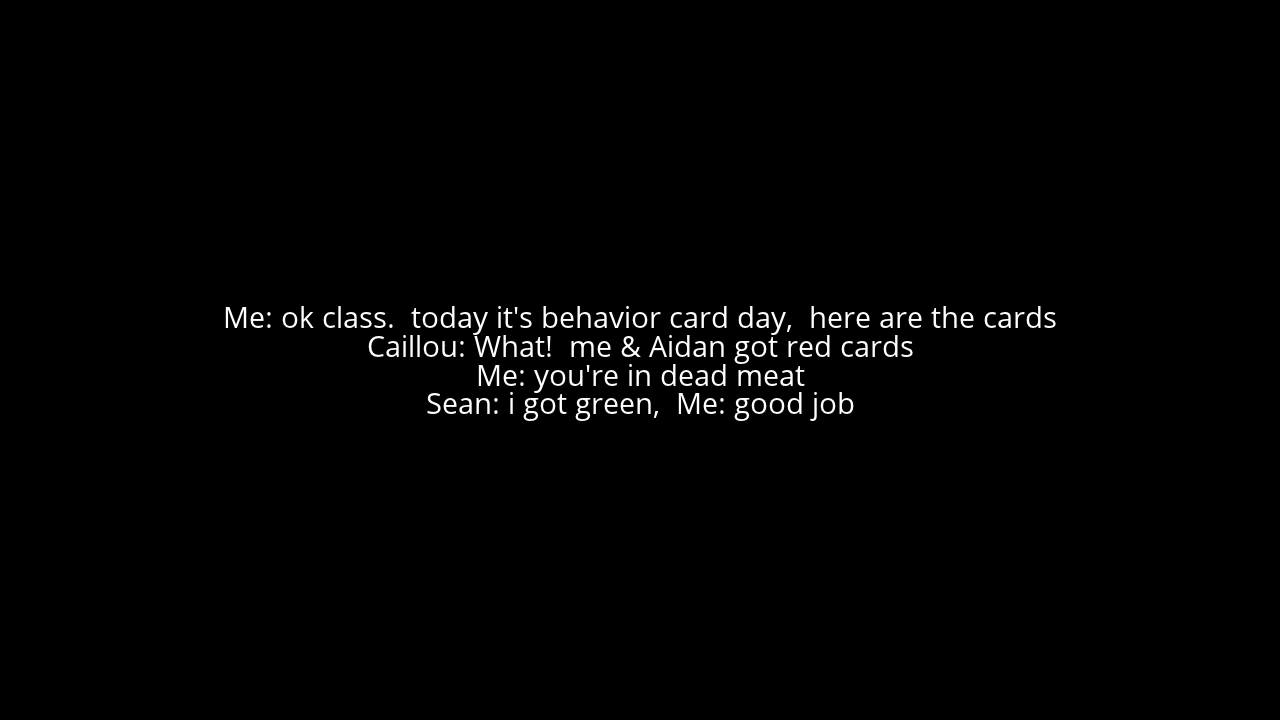 Me: ok class.  today it's behavior card day,  here are the cards
Caillou: What!  me & Aidan got red cards
Me: you're in dead meat
Sean: i got green,  Me: good job